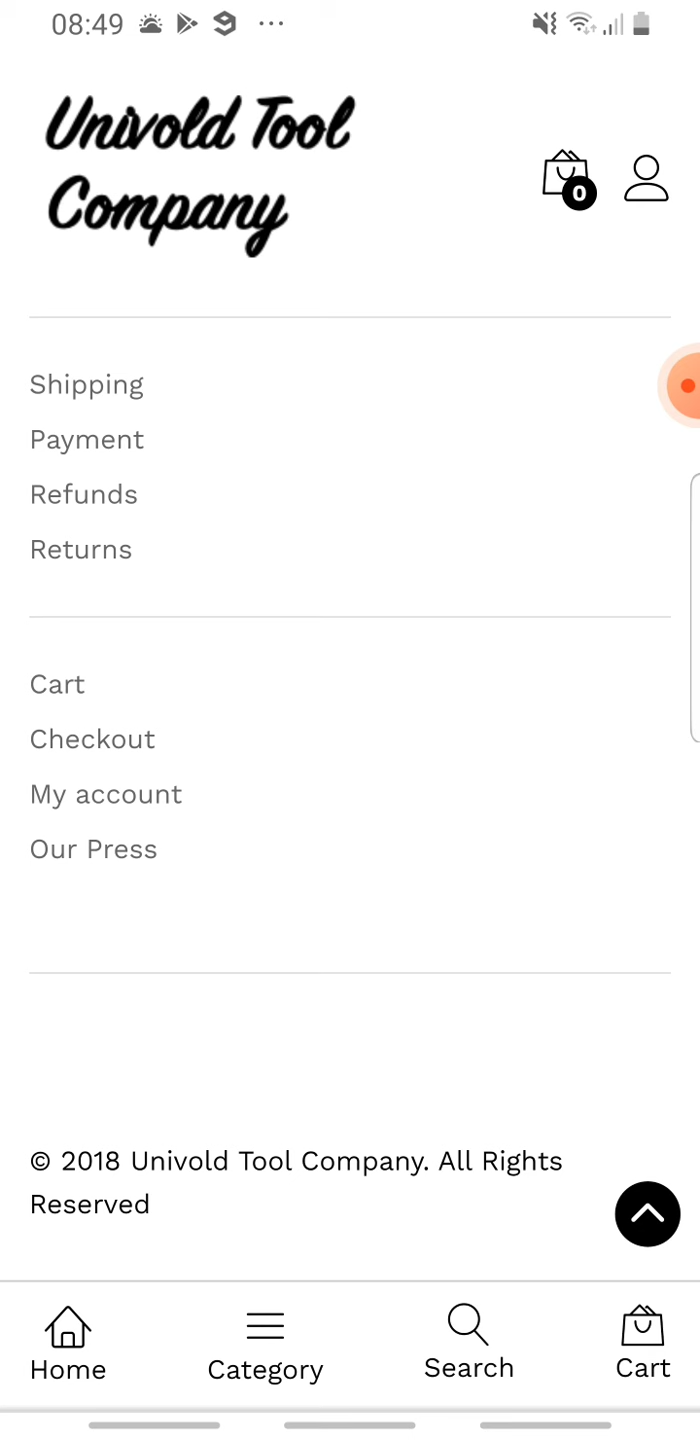 08:49
Univold Tool
Company
0
Shipping
Payment
Refunds
Returns
Cart
Checkout
My account
Our Press
© 2018 Univold Tool Company. All Rights
Reserved
Home
Category
Search
Cart